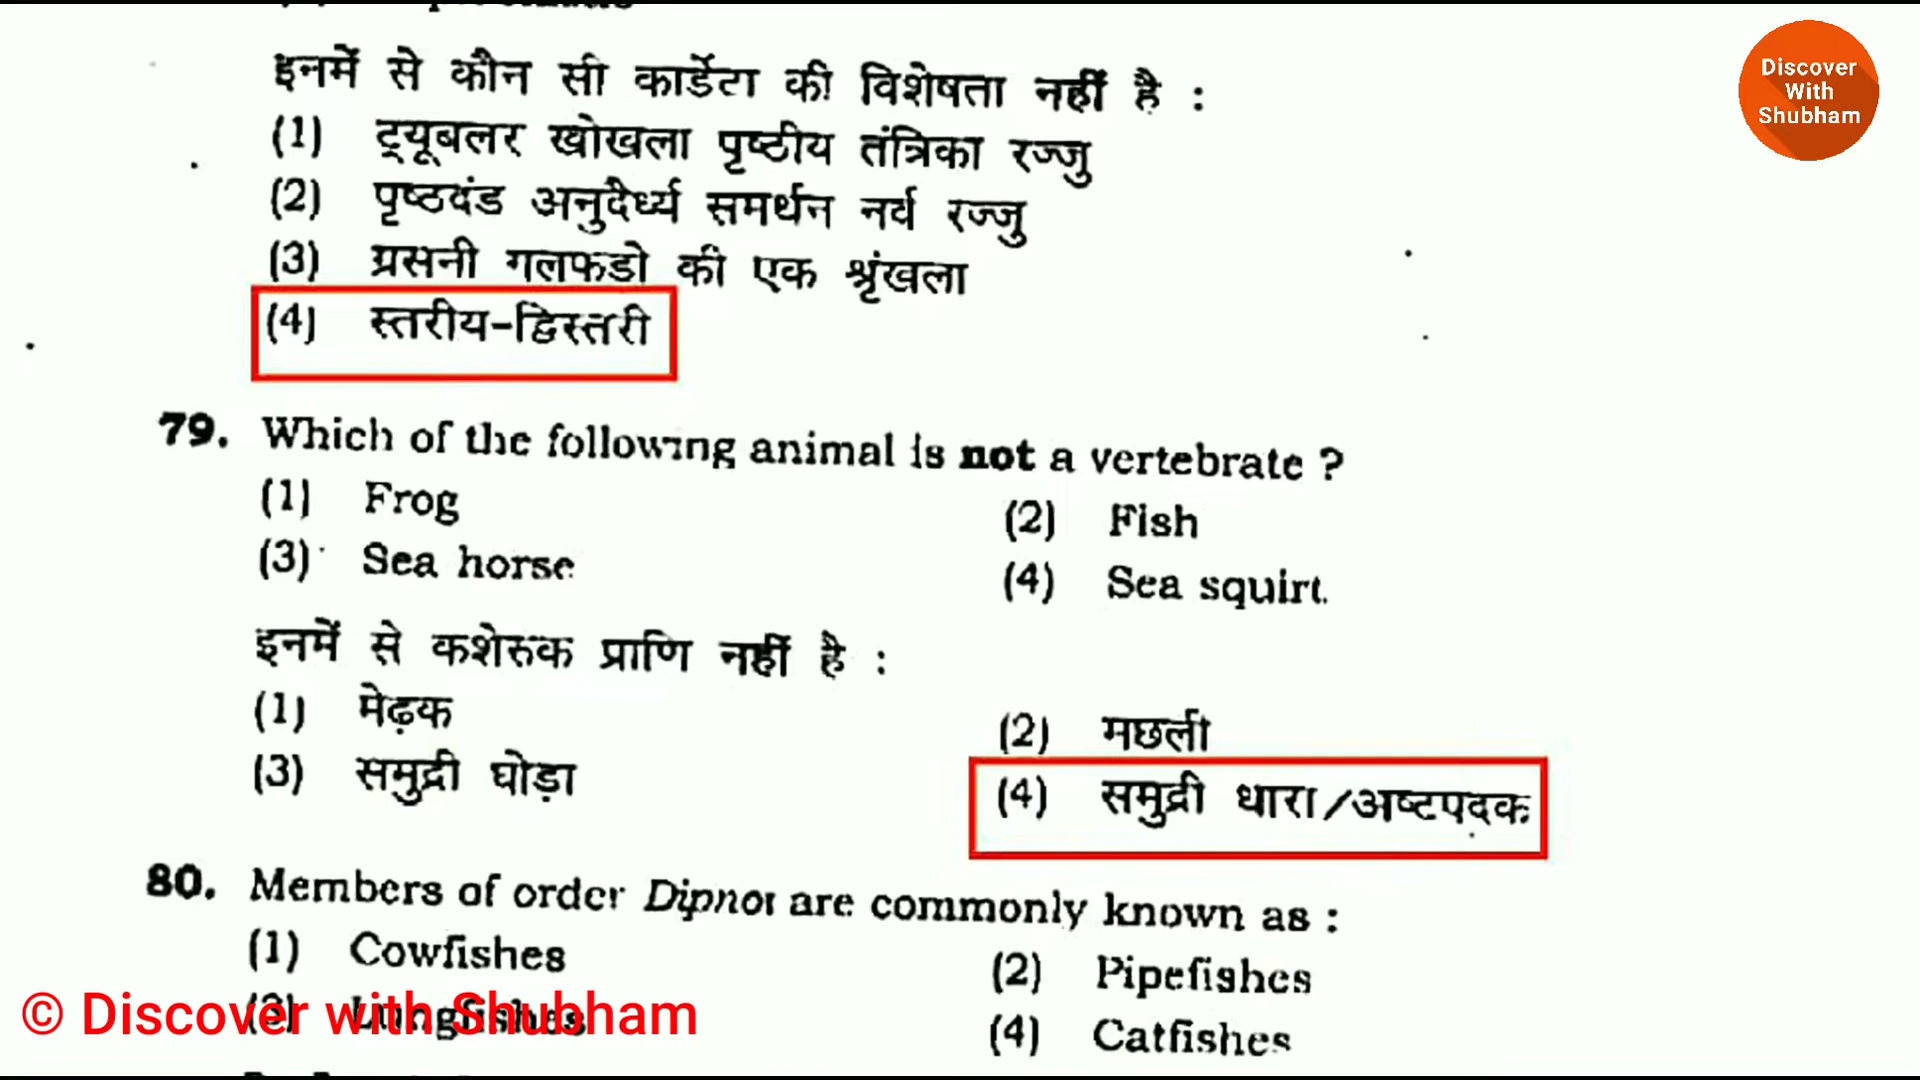 Discover
With
Shubham
इनमें से कौन सी कार्डेटा की विशेषता नहीं है :
(1) ट्यूबलर खोखला पृष्ठीय तंत्रिका रज्जु
(2) पृष्ठदंड अनुदैर्ध्य समर्थन नर्व रज्जु
(3) ग्रसनी गलफडो की एक श्रृंखला
(4) स्तरीय-द्विस्तरी
79. Which of the following animal is not a vertebrate ?
(1) Frog
(2) Fish
(3) Sea horse
(4) Sea squirt.
इनमें से कशेरुक प्राणि नहीं है :
(1) मेढ़क
(2) मछली
(3) समुद्री घोड़ा
(4) समुद्री धारा/अष्टपदक
80. Members of order Dipnoi are commonly known as :
(1) Cowfishes
(2) Pipefishes
(3) Lungfishes
(4) Catfishes
© Discover with Shubham